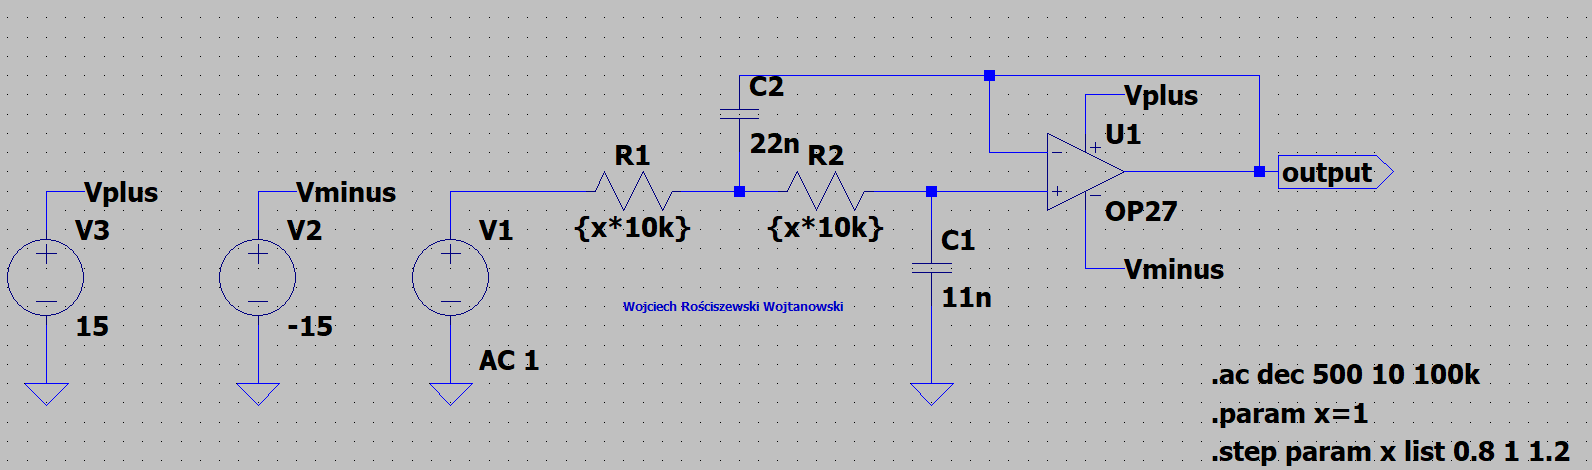 Vplus
V3
15
Vminus
V2
-15
V1
AC 1
R1
{x*10k}
C2
22n
R2
{x*10k}
C1
11n
Vplus
U1
OP27
Vminus
output
Wojciech Rościszewski Wojtanowski
.ac dec 500 10 100k
.param x=1
.step param x list 0.8 1 1.2